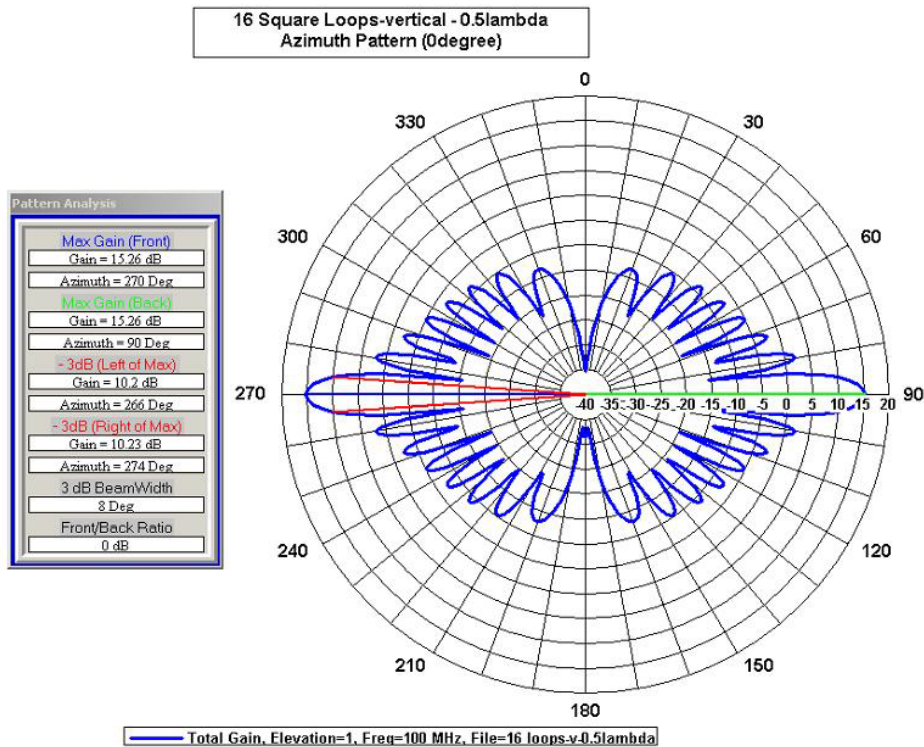 16 Square Loops-vertical - 0.5lambda
Azimuth Pattern (0degree)
0
330
30
Pattern Analysis
Max Gain (Front)
Gain = 15.26 dB
Azimuth = 270 Deg
Max Gain (Back)
Gain = 15.26 dB
Azimuth = 90 Deg
- 3dB (Left of Max)
Gain = 10.2 dB
Azimuth = 266 Deg
- 3dB (Right of Max)
Gain = 10.23 dB
Azimuth = 274 Deg
3 dB BeamWidth
8 Deg
Front/Back Ratio
0 dB
300
60
270
-40 -35 -30 -25 -20 -15 -10 -5 0 5 10 15 20
90
240
120
210
150
180
Total Gain, Elevation=1, Freq=100 MHz, File=16 loops-v-0.5lambda